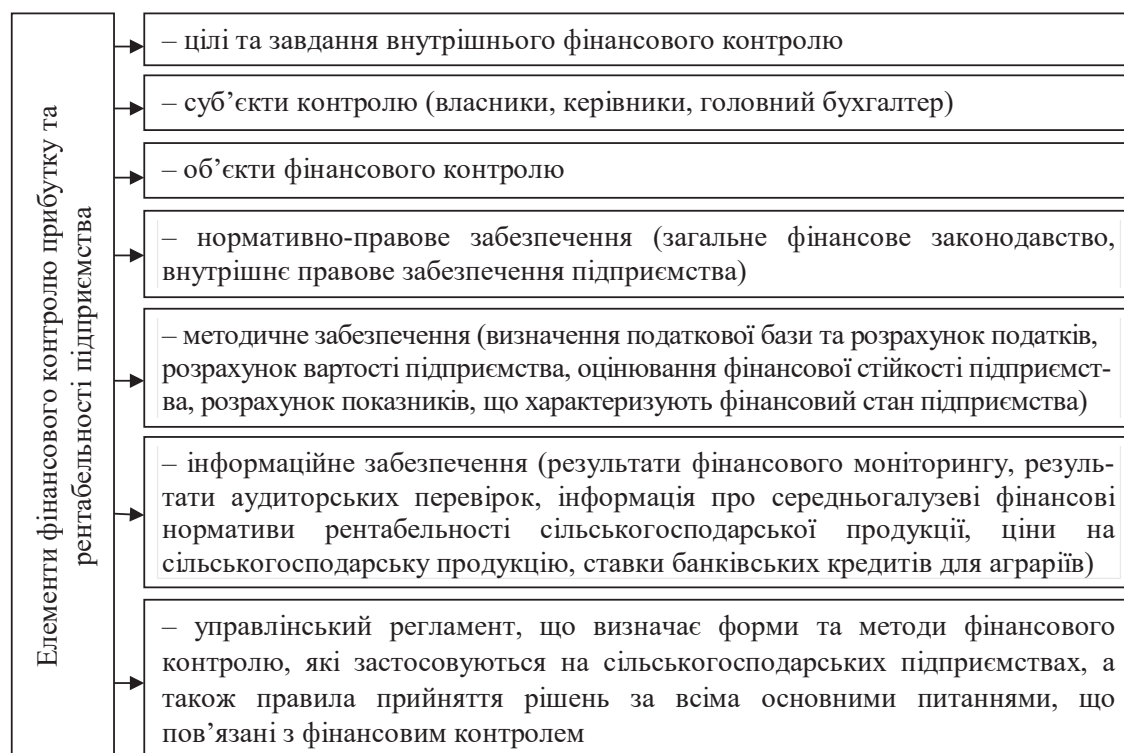 Елементи фінансового контролю прибутку та
рентабельності підприємства
– цілі та завдання внутрішнього фінансового контролю
– суб’єкти контролю (власники, керівники, головний бухгалтер)
– об’єкти фінансового контролю
– нормативно-правове забезпечення (загальне фінансове законодавство,
внутрішнє правове забезпечення підприємства)
– методичне забезпечення (визначення податкової бази та розрахунок податків,
розрахунок вартості підприємства, оцінювання фінансової стійкості підприємст-
ва, розрахунок показників, що характеризують фінансовий стан підприємства)
– інформаційне забезпечення (результати фінансового моніторингу, резуль-
тати аудиторських перевірок, інформація про середньогалузеві фінансові
нормативи рентабельності сільськогосподарської продукції, ціни на
сільськогосподарську продукцію, ставки банківських кредитів для аграріїв)
– управлінський регламент, що визначає форми та методи фінансового
контролю, які застосовуються на сільськогосподарських підприємствах, а
також правила прийняття рішень за всіма основними питаннями, що
пов’язані з фінансовим контролем